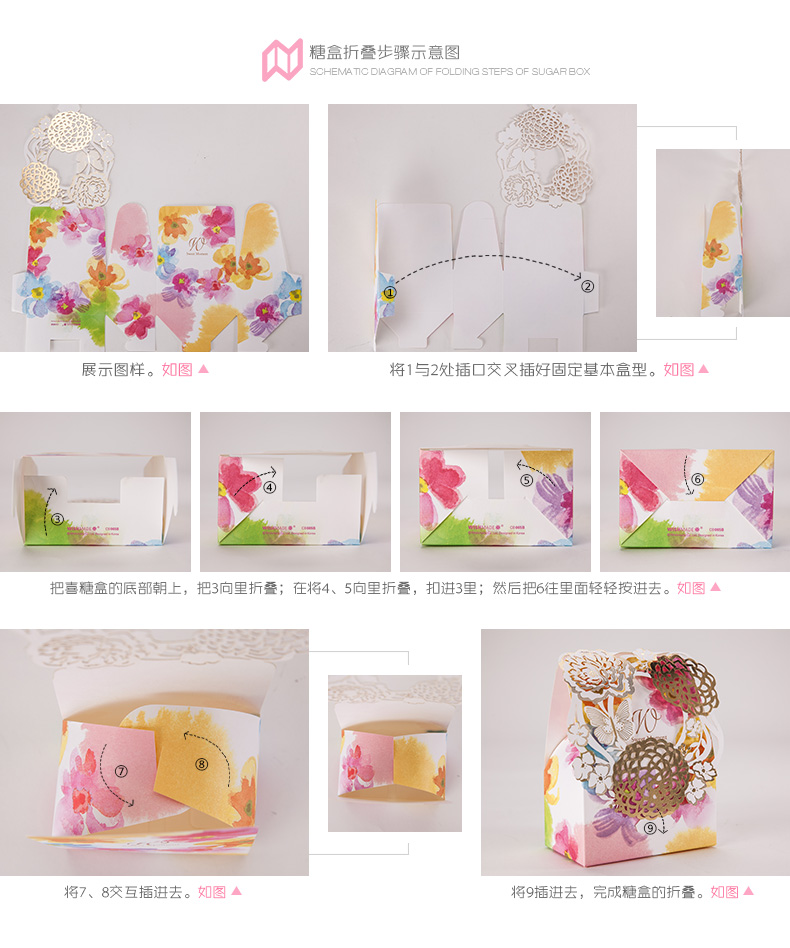 糖盒折叠步骤示意图
SCHEMATIC DIAGRAM OF FOLDING STEPS OF SUGAR BOX
W
Sweet Moment
① ②
展示图样。如图▲
将1与2处插口交叉插好固定基本盒型。如图▲
③ ④ ⑤ ⑥
WISHMADE
把喜糖盒的底部朝上，把3向里折叠；在将4、5向里折叠，扣进3里；然后把6往里面轻轻按进去。如图▲
⑦ ⑧
W
⑨
将7、8交互插进去。如图▲
将9插进去，完成糖盒的折叠。如图▲